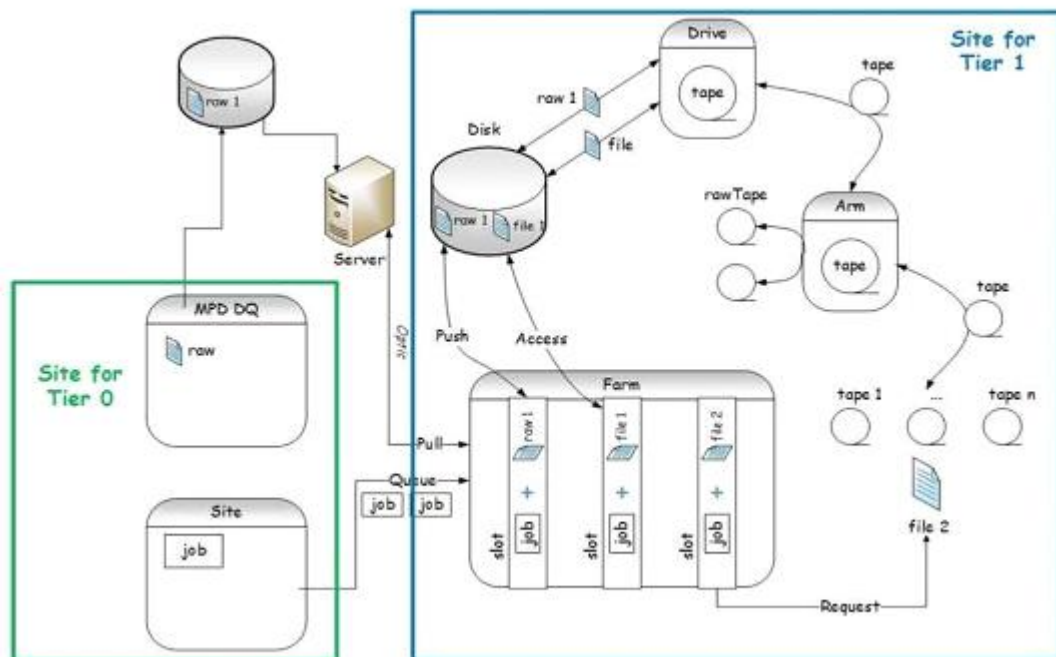 raw 1
Server
Site for
Tier 0
MPD DQ
raw
Site
job
Optic
Pull
Queue
job
job
Site for
Tier 1
Drive
tape
tape
raw 1
file
Disk
raw 1
file 1
rawTape
Arm
tape
tape
Push
Access
Farm
raw 1
+
job
slot
file 1
+
job
slot
file 2
+
job
slot
tape 1
...
tape n
file 2
Request